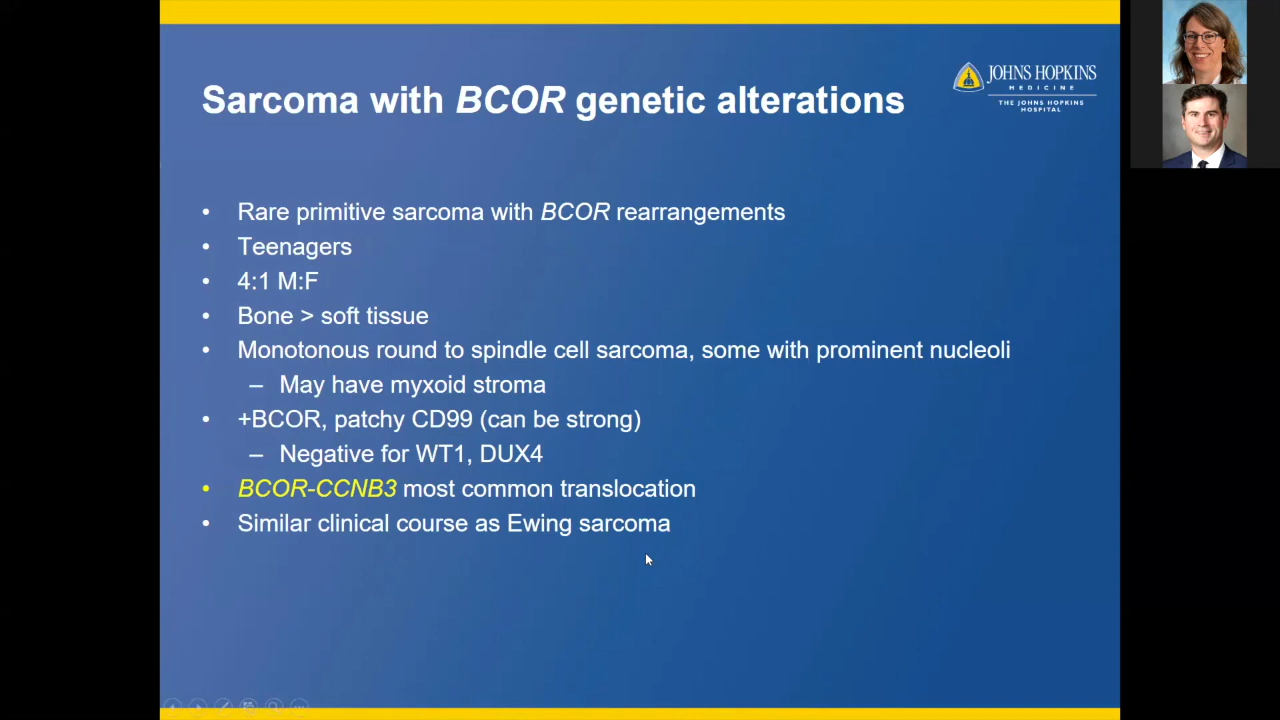 Sarcoma with BCOR genetic alterations
JOHNS HOPKINS
MEDICINE
THE JOHNS HOPKINS
HOSPITAL
• Rare primitive sarcoma with BCOR rearrangements
• Teenagers
• 4:1 M:F
• Bone > soft tissue
• Monotonous round to spindle cell sarcoma, some with prominent nucleoli
– May have myxoid stroma
• +BCOR, patchy CD99 (can be strong)
– Negative for WT1, DUX4
• BCOR-CCNB3 most common translocation
• Similar clinical course as Ewing sarcoma